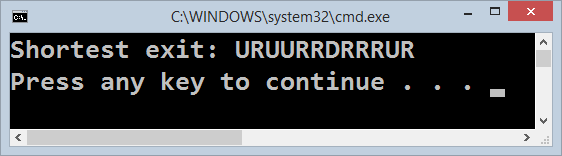 C:\WINDOWS\system32\cmd.exe
Shortest exit: URUURRDRRRUR
Press any key to continue . . .